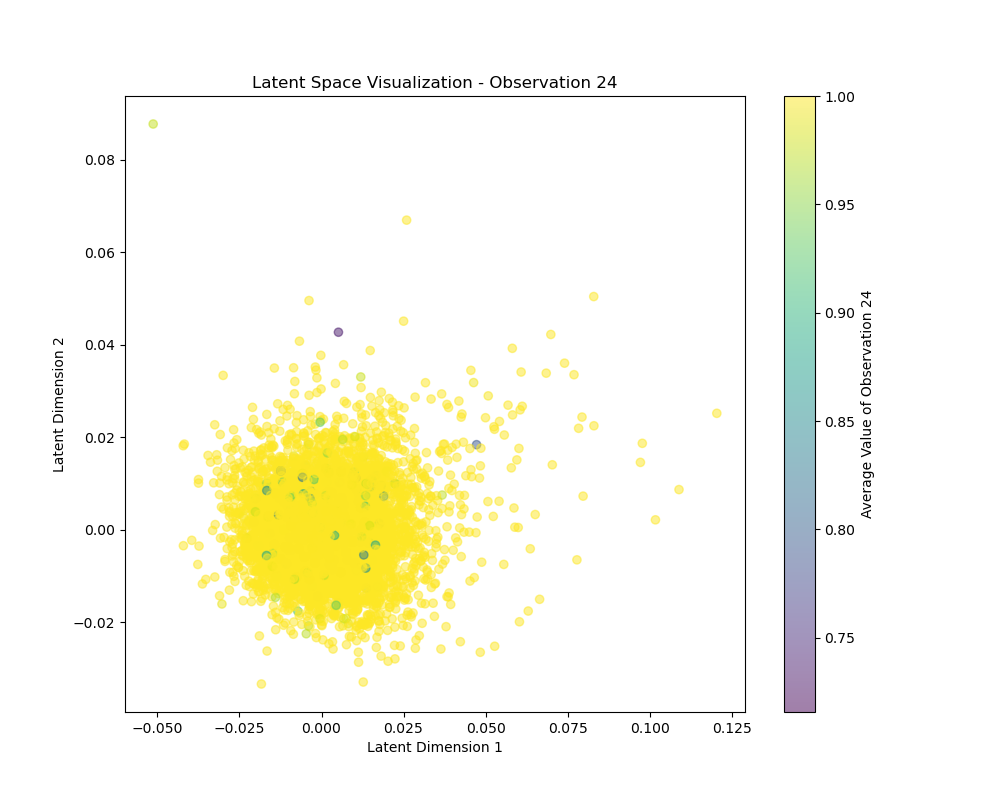 Latent Space Visualization - Observation 24
1.00
0.95
0.90
0.85
0.80
0.75
Average Value of Observation 24
0.08
0.06
0.04
0.02
0.00
−0.02
Latent Dimension 2
−0.050 −0.025 0.000 0.025 0.050 0.075 0.100 0.125
Latent Dimension 1